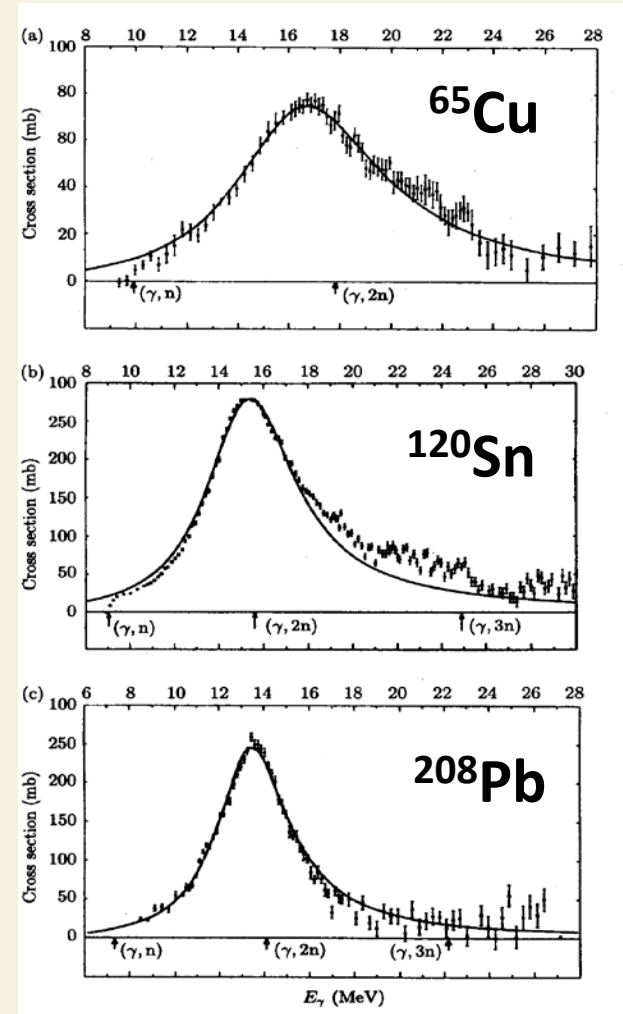 (a)
8 10 12 14 16 18 20 22 24 26 28
100
80
80
40
20
0
Cross section (mb)
65Cu
(γ, n)
(γ, 2n)
(b)
8 10 12 14 16 18 20 22 24 26 28 30
300
250
200
150
100
50
0
Cross section (mb)
120Sn
(γ, n)
(γ, 2n)
(γ, 3n)
(c)
6 8 10 12 14 16 18 20 22 24 26 28
300
250
200
150
100
50
0
Cross section (mb)
208Pb
(γ, n)
(γ, 2n)
(γ, 3n)
Eγ (MeV)